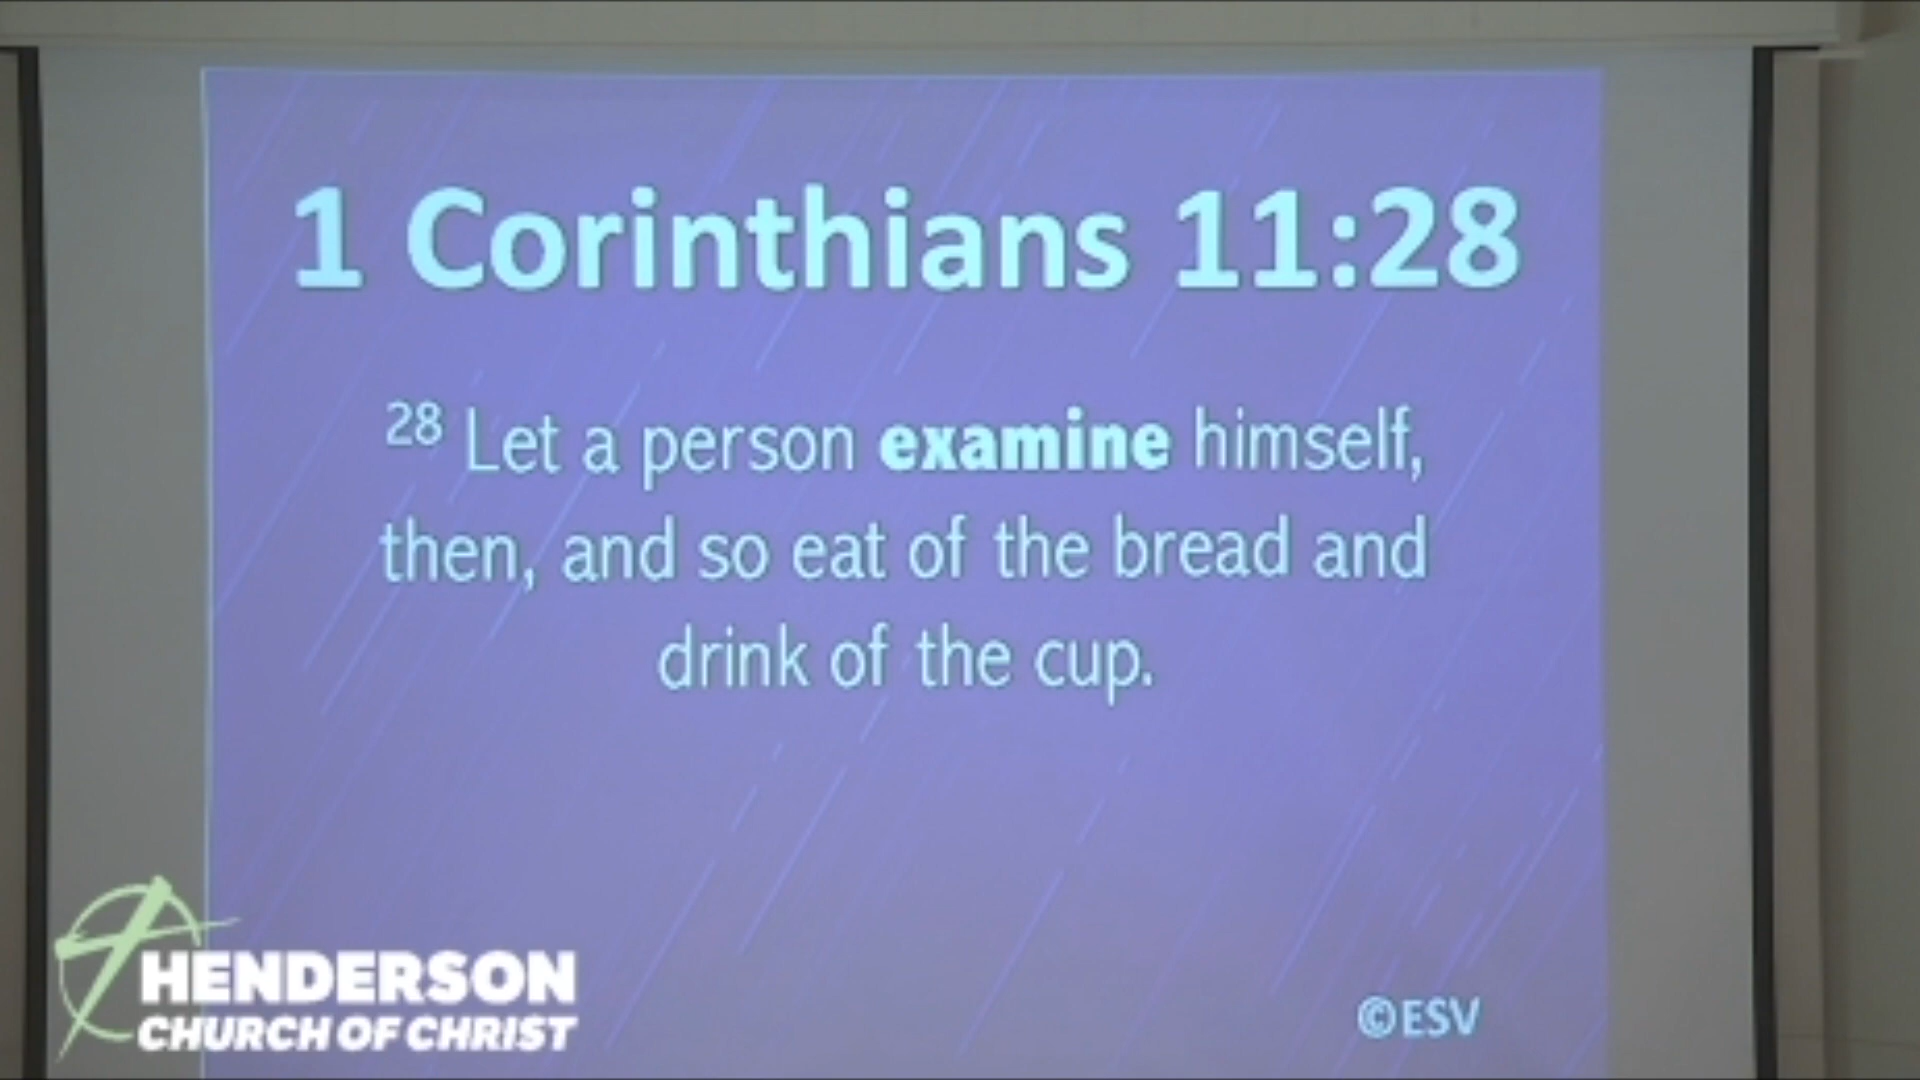 1 Corinthians 11:28
28 Let a person examine himself,
then, and so eat of the bread and
drink of the cup.
HENDERSON
CHURCH OF CHRIST
©ESV